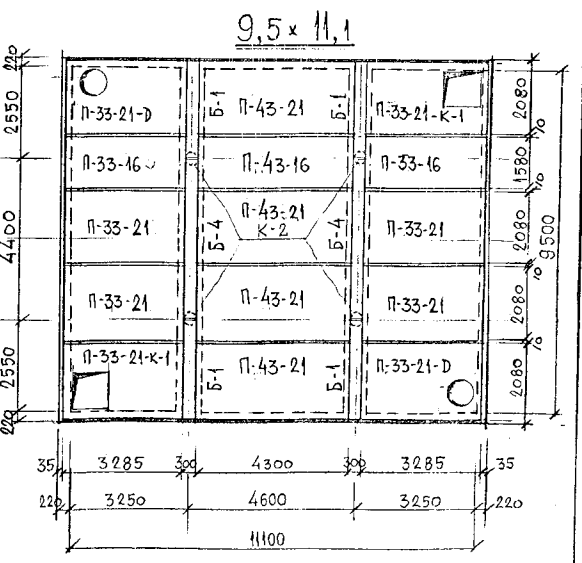 9,5 x 11,1
220 2550 4400 2550 220
П-33-21-D Б-1 П-43-21 Б-1 П-33-21-К-1
П-33-16 П-43-16 П-33-16
П-33-21 Б-4 П-43-21 Б-4 П-33-21
К-2
П-33-21 П-43-21 П-33-21
П-33-21-К-1 Б-1 П-43-21 Б-1 П-33-21-D
2080 10 1580 10 2080 10 2080 10 2080
9500
35 3285 300 4300 300 3285 35
220 3250 4600 3250 220
11100